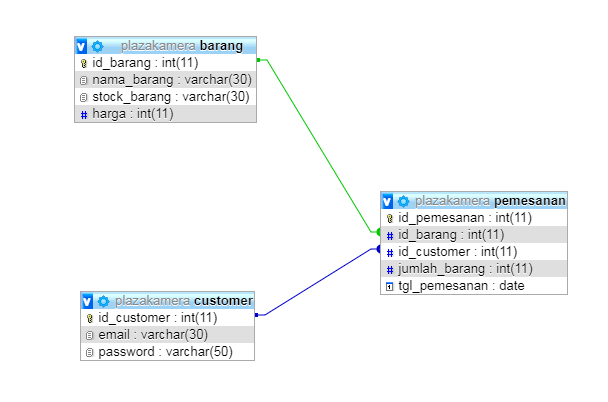 plazakamera barang
id_barang : int(11)
nama_barang : varchar(30)
stock_barang : varchar(30)
harga : int(11)
plazakamera pemesanan
id_pemesanan : int(11)
id_barang : int(11)
id_customer : int(11)
jumlah_barang : int(11)
tgl_pemesanan : date
plazakamera customer
id_customer : int(11)
email : varchar(30)
password : varchar(50)